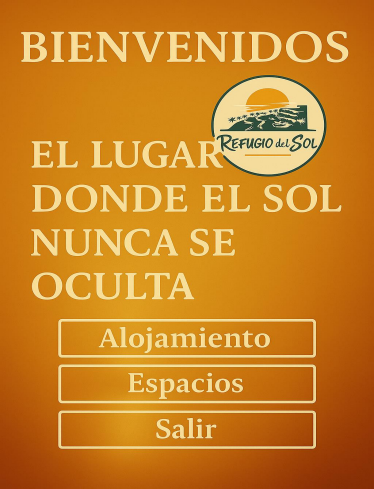 BIENVENIDOS
REFUGIO del SOL
EL LUGAR
DONDE EL SOL
NUNCA SE
OCULTA
Alojamiento
Espacios
Salir